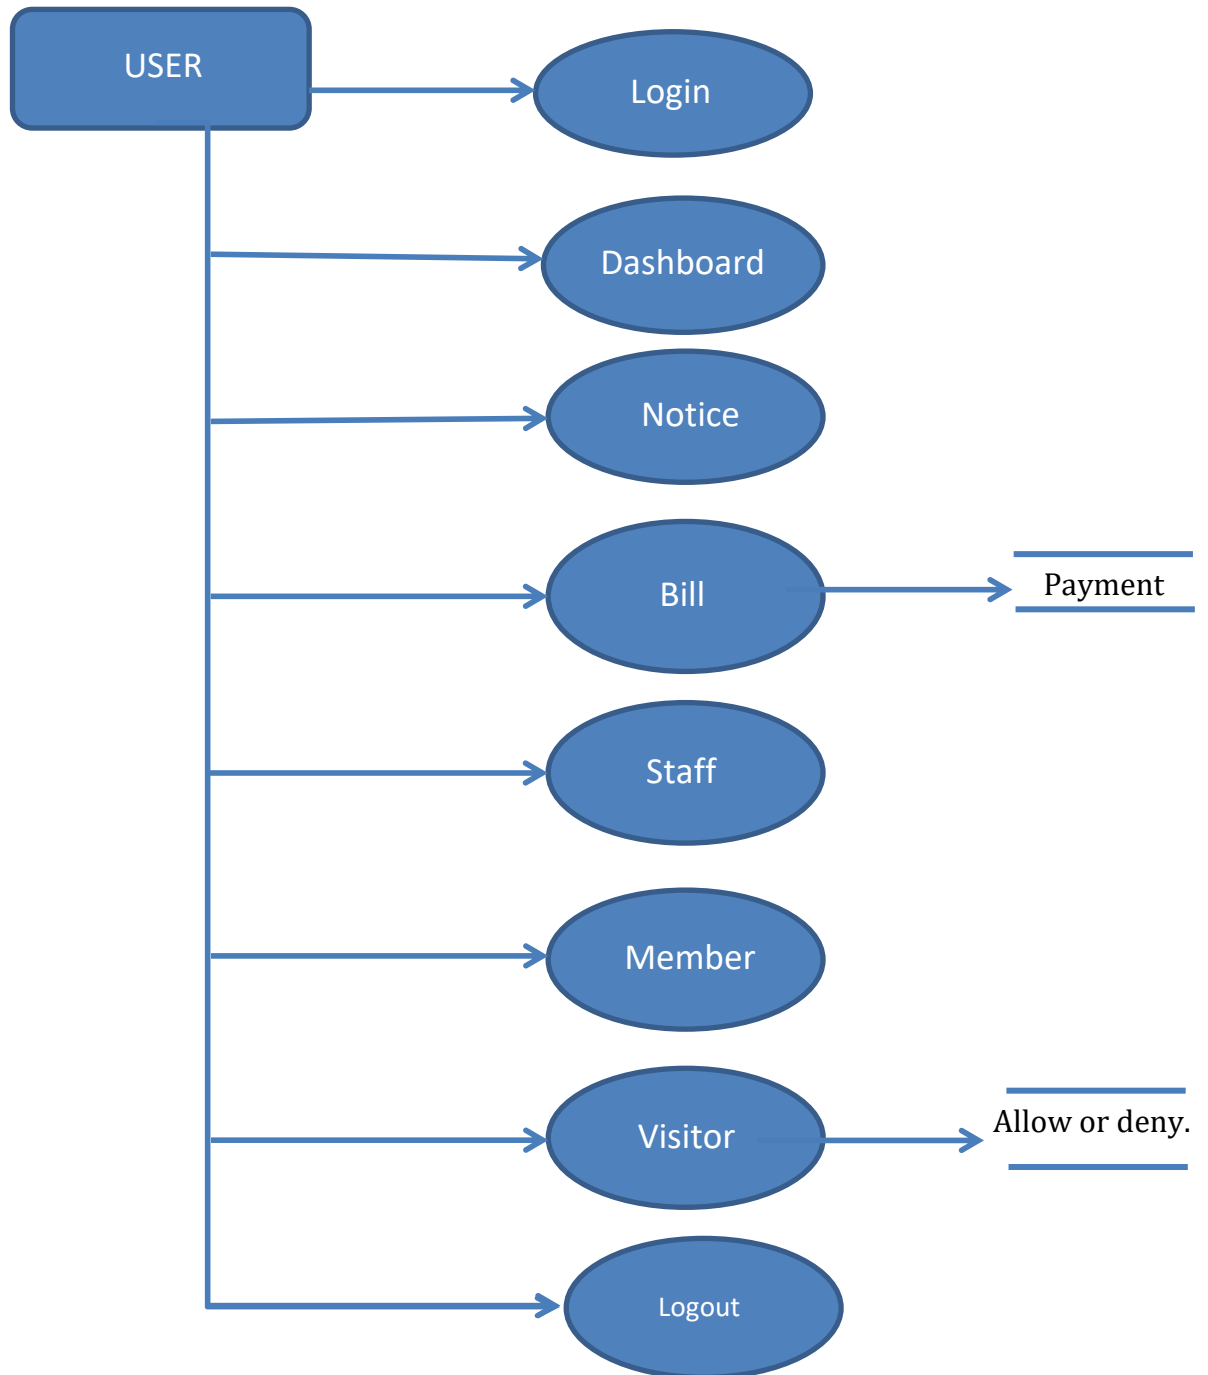 USER
Login
Dashboard
Notice
Bill
Payment
Staff
Member
Visitor
Allow or deny.
Logout